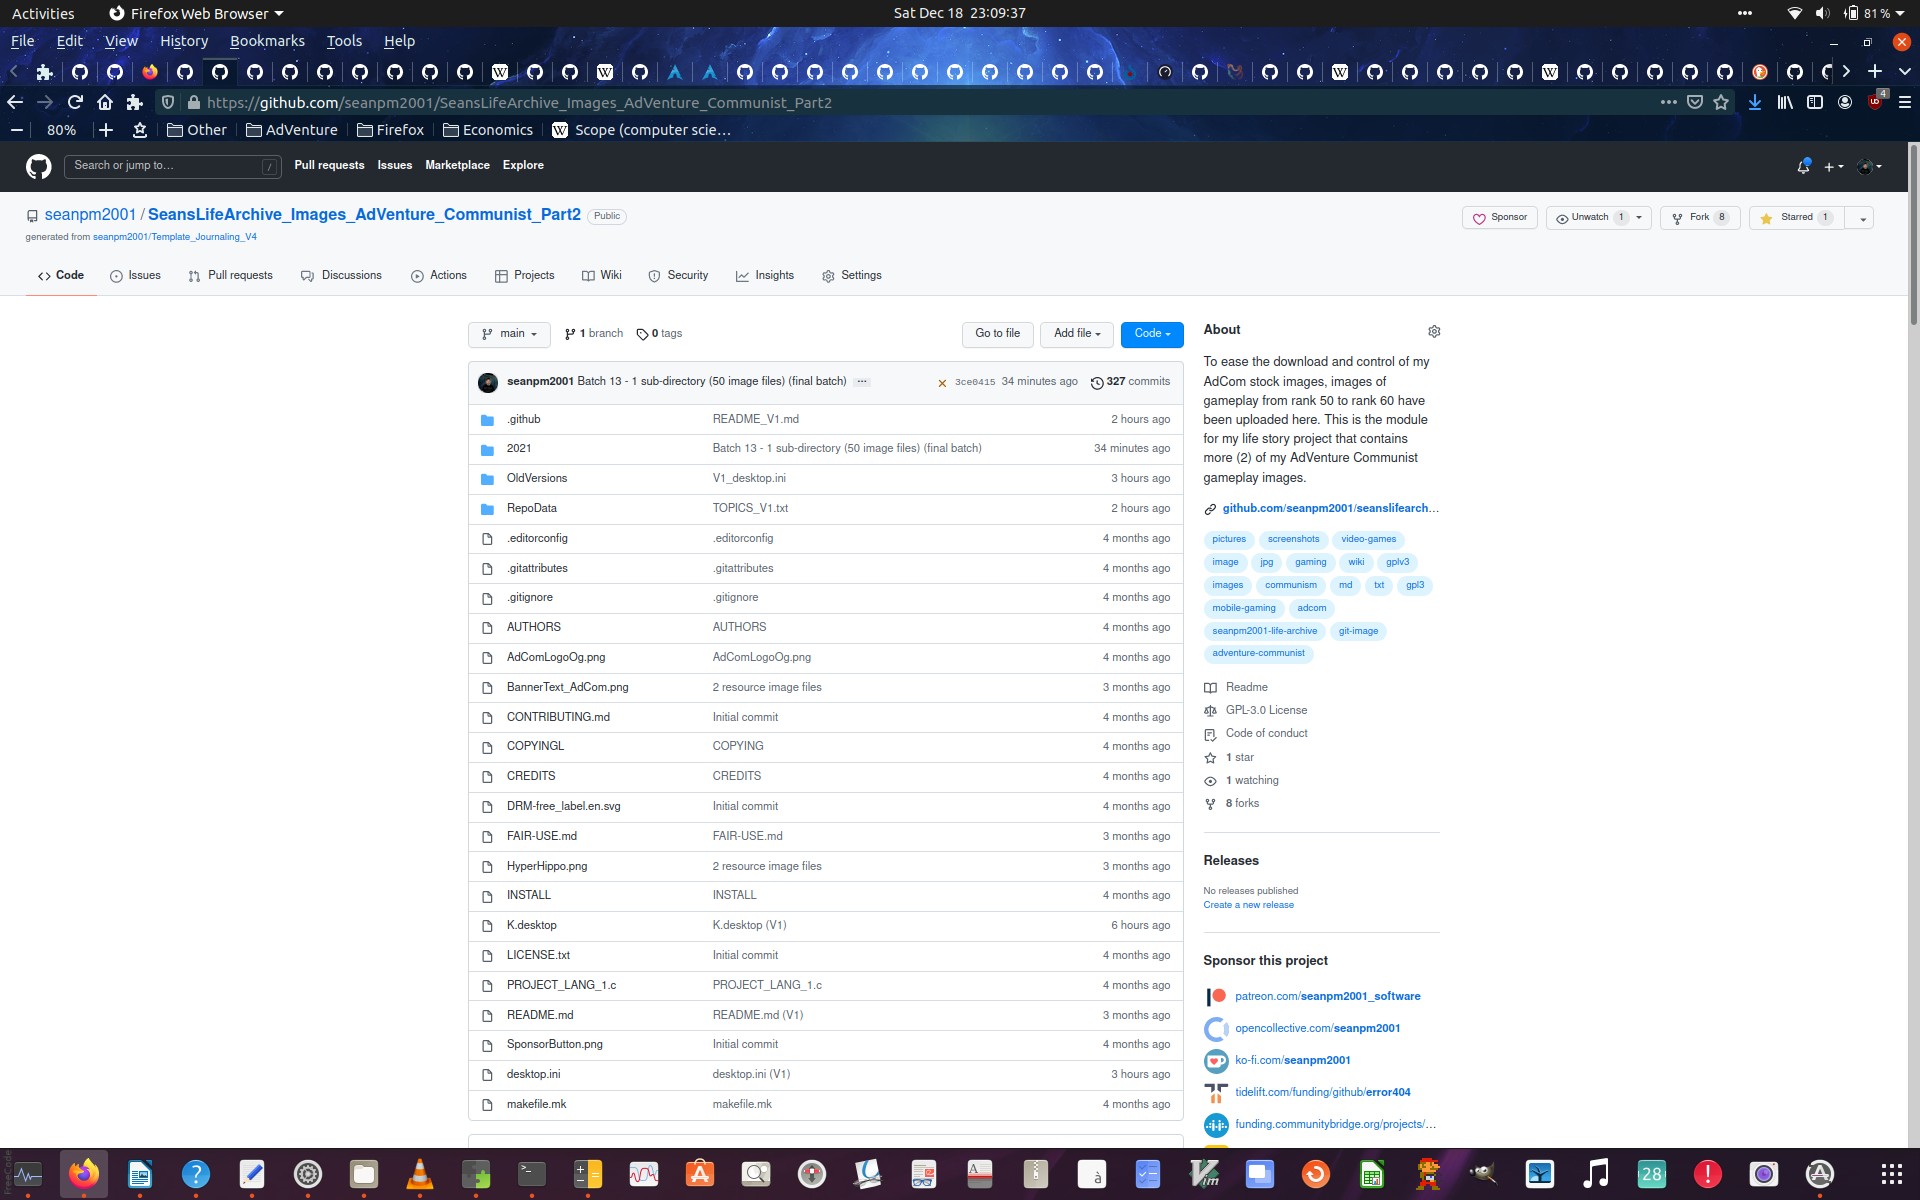 Activities
Firefox Web Browser
Sat Dec 18 23:09:37
81 %
File Edit View History Bookmarks Tools Help
https://github.com/seanpm2001/SeansLifeArchive_Images_AdVenture_Communist_Part2
4
80%
Other
AdVenture
Firefox
Economics
Scope (computer scie…
Search or jump to…
/
Pull requests Issues Marketplace Explore
seanpm2001 / SeansLifeArchive_Images_AdVenture_Communist_Part2 Public
generated from seanpm2001/Template_Journaling_V4
Sponsor
Unwatch 1
Fork 8
Starred 1
Code
Issues
Pull requests
Discussions
Actions
Projects
Wiki
Security
Insights
Settings
main
1 branch
0 tags
Go to file
Add file
Code
seanpm2001 Batch 13 - 1 sub-directory (50 image files) (final batch) ...
3ce0415 34 minutes ago
327 commits
.github README_V1.md 2 hours ago
2021 Batch 13 - 1 sub-directory (50 image files) (final batch) 34 minutes ago
OldVersions V1_desktop.ini 3 hours ago
RepoData TOPICS_V1.txt 2 hours ago
.editorconfig .editorconfig 4 months ago
.gitattributes .gitattributes 4 months ago
.gitignore .gitignore 4 months ago
AUTHORS AUTHORS 4 months ago
AdComLogoOg.png AdComLogoOg.png 4 months ago
BannerText_AdCom.png 2 resource image files 3 months ago
CONTRIBUTING.md Initial commit 4 months ago
COPYINGL COPYING 4 months ago
CREDITS CREDITS 4 months ago
DRM-free_label.en.svg Initial commit 4 months ago
FAIR-USE.md FAIR-USE.md 3 months ago
HyperHippo.png 2 resource image files 3 months ago
INSTALL INSTALL 4 months ago
K.desktop K.desktop (V1) 6 hours ago
LICENSE.txt Initial commit 4 months ago
PROJECT_LANG_1.c PROJECT_LANG_1.c 4 months ago
README.md README.md (V1) 3 months ago
SponsorButton.png Initial commit 4 months ago
desktop.ini desktop.ini (V1) 3 hours ago
makefile.mk makefile.mk 4 months ago
About
To ease the download and control of my
AdCom stock images, images of
gameplay from rank 50 to rank 60 have
been uploaded here. This is the module
for my life story project that contains
more (2) of my AdVenture Communist
gameplay images.
github.com/seanpm2001/seanslifearch…
pictures screenshots video-games
image jpg gaming wiki gplv3
images communism md txt gpl3
mobile-gaming adcom
seanpm2001-life-archive git-image
adventure-communist
Readme
GPL-3.0 License
Code of conduct
1 star
1 watching
8 forks
Releases
No releases published
Create a new release
Sponsor this project
patreon.com/seanpm2001_software
opencollective.com/seanpm2001
ko-fi.com/seanpm2001
tidelift.com/funding/github/error404
funding.communitybridge.org/projects/…
28